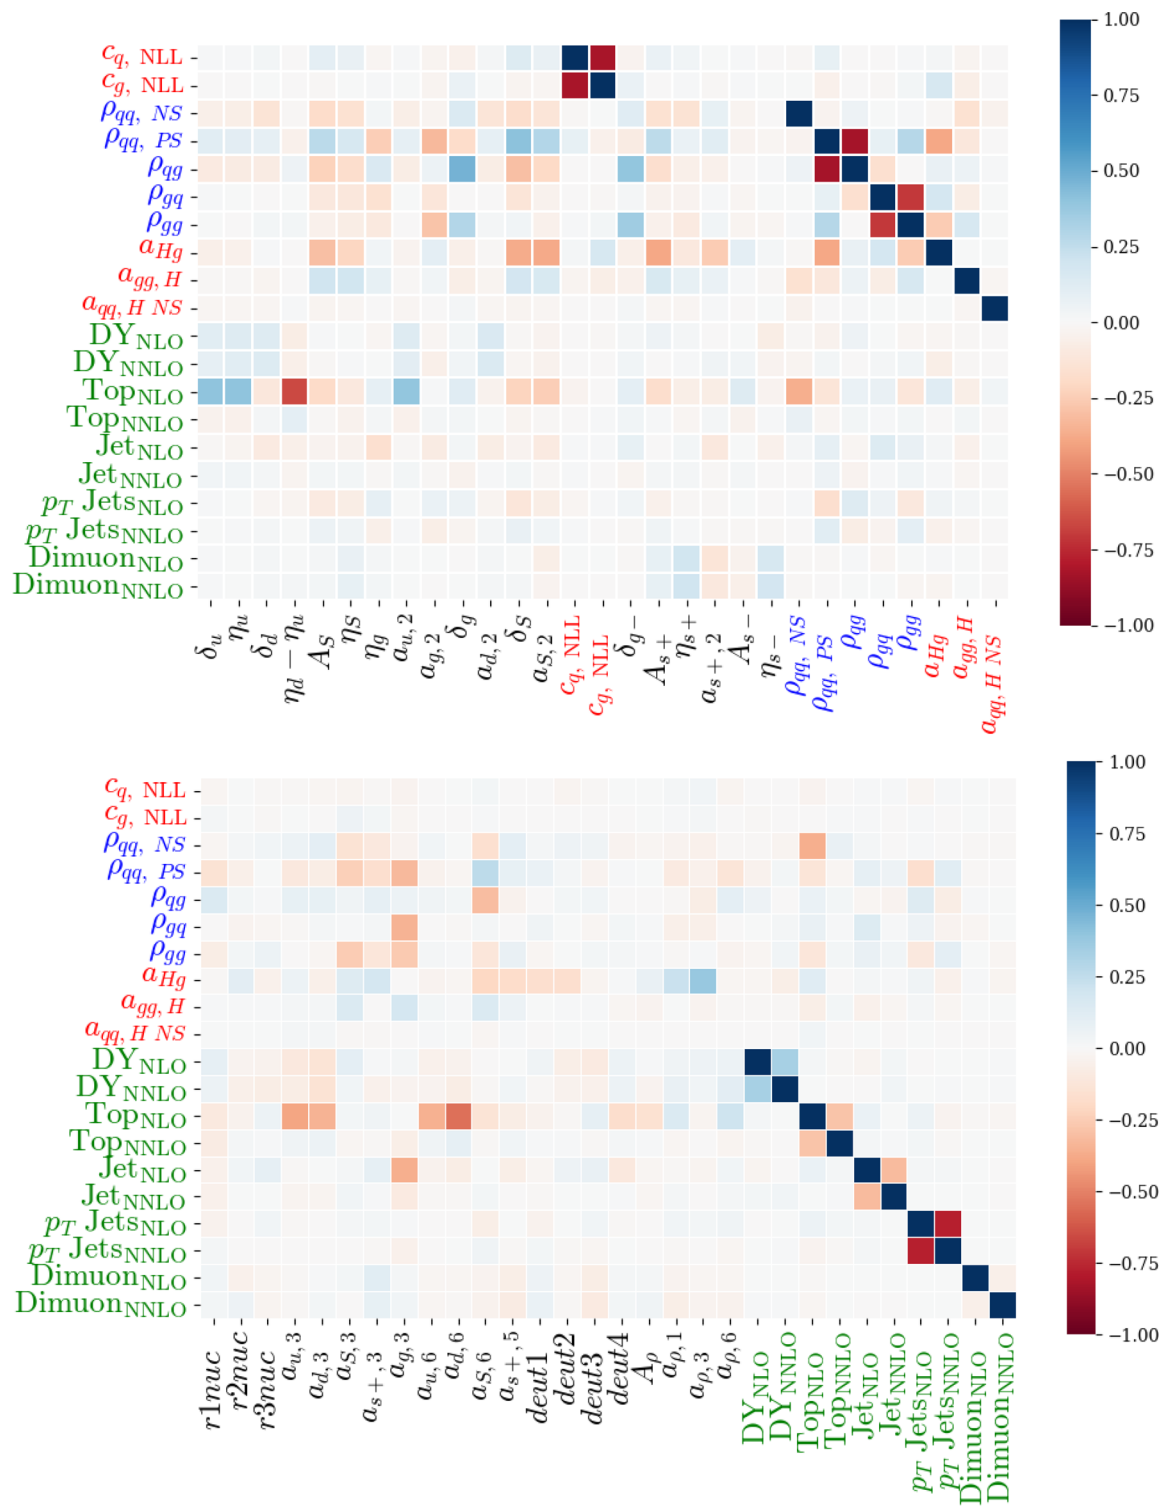 c_q, NLL
c_g, NLL
ρ_qq, NS
ρ_qq, PS
ρ_qg
ρ_gq
ρ_gg
a_Hg
a_gg, H
a_qq, H NS
DY_NLO
DY_NNLO
Top_NLO
Top_NNLO
Jet_NLO
Jet_NNLO
p_T Jets_NLO
p_T Jets_NNLO
Dimuon_NLO
Dimuon_NNLO
δ_u
η_u
δ_d
η_d − η_u
A_S
η_S
η_g
a_u, 2
a_g, 2
δ_g
a_d, 2
δ_S
a_S, 2
c_q, NLL
c_g, NLL
δ_g−
A_s+
η_s+
a_s+, 2
A_s−
η_s−
ρ_qq, NS
ρ_qq, PS
ρ_qg
ρ_gq
ρ_gg
a_Hg
a_gg, H
a_qq, H NS
1.00
0.75
0.50
0.25
0.00
−0.25
−0.50
−0.75
−1.00
c_q, NLL
c_g, NLL
ρ_qq, NS
ρ_qq, PS
ρ_qg
ρ_gq
ρ_gg
a_Hg
a_gg, H
a_qq, H NS
DY_NLO
DY_NNLO
Top_NLO
Top_NNLO
Jet_NLO
Jet_NNLO
p_T Jets_NLO
p_T Jets_NNLO
Dimuon_NLO
Dimuon_NNLO
r1nuc
r2nuc
r3nuc
a_u, 3
a_d, 3
a_S, 3
a_s+, 3
a_g, 3
a_u, 6
a_d, 6
a_S, 6
a_s+, 5
deut1
deut2
deut3
deut4
A_ρ
a_ρ, 1
a_ρ, 3
a_ρ, 6
DY_NLO
DY_NNLO
Top_NLO
Top_NNLO
Jet_NLO
Jet_NNLO
p_T Jets_NLO
p_T Jets_NNLO
Dimuon_NLO
Dimuon_NNLO
1.00
0.75
0.50
0.25
0.00
−0.25
−0.50
−0.75
−1.00